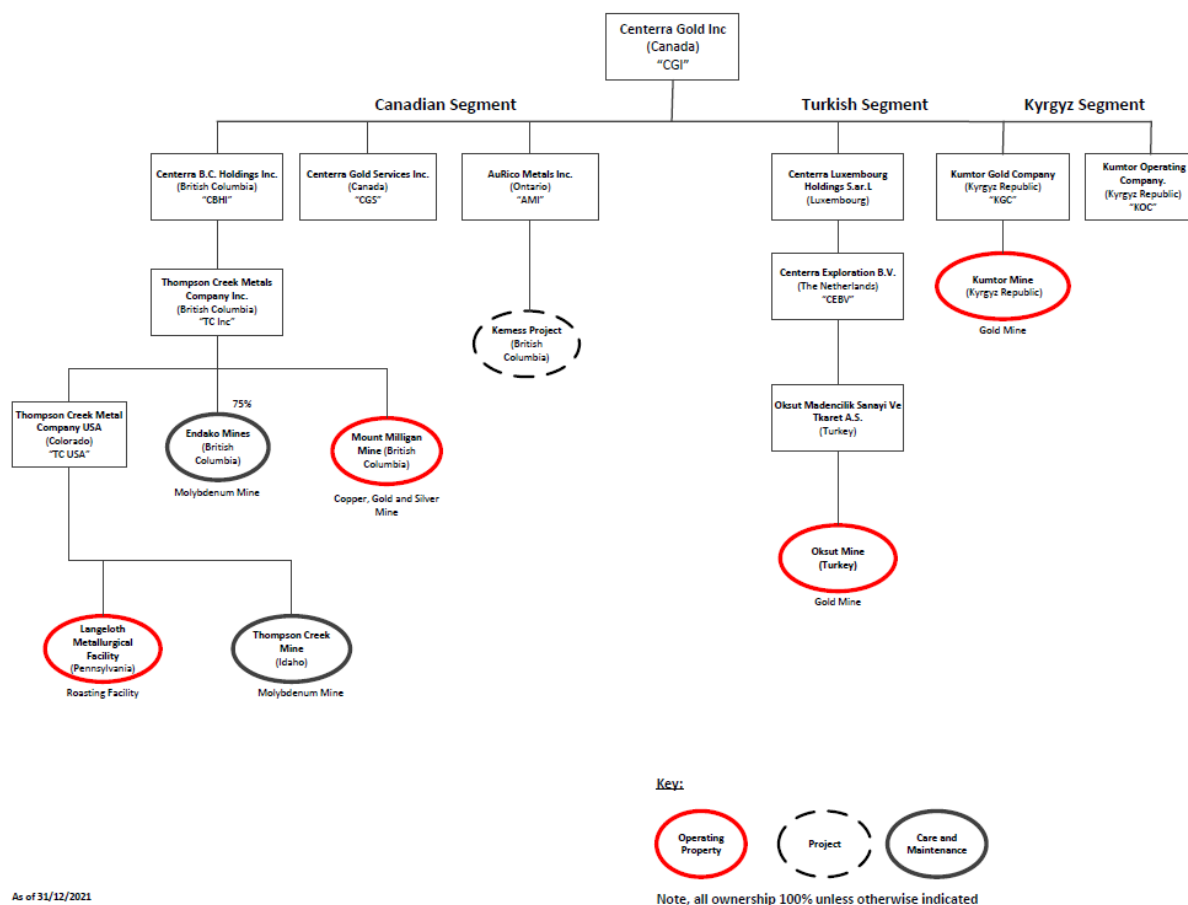 Centerra Gold Inc
(Canada)
“CGI”
Canadian Segment
Turkish Segment
Kyrgyz Segment
Centerra B.C. Holdings Inc.
(British Columbia)
“CBHI”
Centerra Gold Services Inc.
(Canada)
“CGS”
AuRico Metals Inc.
(Ontario)
“AMI”
Centerra Luxembourg
Holdings S.ar.L
(Luxembourg)
Kumtor Gold Company
(Kyrgyz Republic)
“KGC”
Kumtor Operating
Company.
(Kyrgyz Republic)
“KOC”
Thompson Creek Metals
Company Inc.
(British Columbia)
“TC Inc”
Kemess Project
(British
Columbia)
Centerra Exploration B.V.
(The Netherlands)
“CEBV”
Kumtor Mine
(Kyrgyz Republic)
Gold Mine
Thompson Creek Metal
Company USA
(Colorado)
“TC USA”
75%
Endako Mines
(British
Columbia)
Molybdenum Mine
Mount Milligan
Mine (British
Columbia)
Copper, Gold and Silver
Mine
Oksut Madencilik Sanayi Ve
Tkaret A.S.
(Turkey)
Oksut Mine
(Turkey)
Gold Mine
Langeloth
Metallurgical
Facility
(Pennsylvania)
Roasting Facility
Thompson Creek
Mine
(Idaho)
Molybdenum Mine
Key:
Operating
Property
Project
Care and
Maintenance
Note, all ownership 100% unless otherwise indicated
As of 31/12/2021